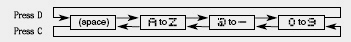 Press D
(space) A to Z to – 0 to 9
Press C